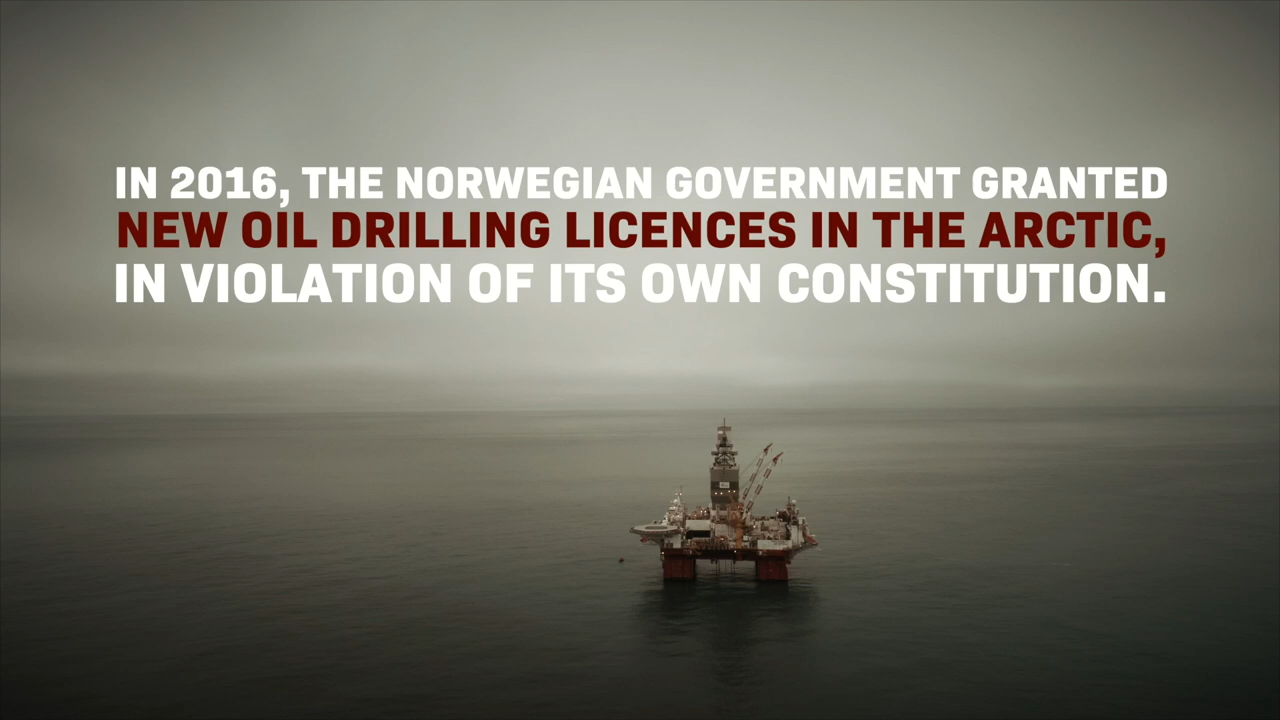 IN 2016, THE NORWEGIAN GOVERNMENT GRANTED
NEW OIL DRILLING LICENCES IN THE ARCTIC,
IN VIOLATION OF ITS OWN CONSTITUTION.